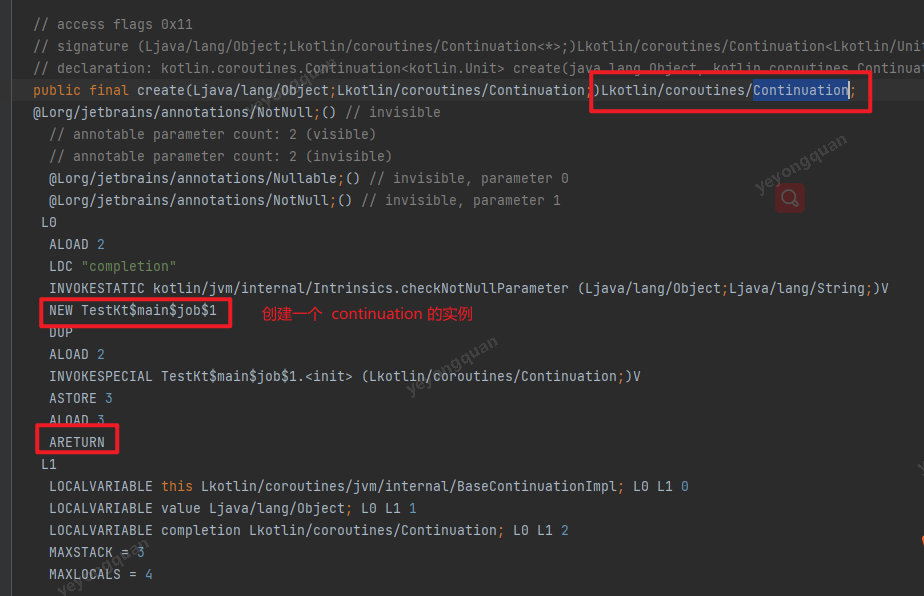 // access flags 0x11
// signature (Ljava/lang/Object;Lkotlin/coroutines/Continuation<*>;)Lkotlin/coroutines/Continuation<Lkotlin/Unit
// declaration: kotlin.coroutines.Continuation<kotlin.Unit> create(java.lang.Object, kotlin.coroutines.Continuat
public final create(Ljava/lang/Object;Lkotlin/coroutines/Continuation;)Lkotlin/coroutines/Continuation;
@Lorg/jetbrains/annotations/NotNull;() // invisible
// annotable parameter count: 2 (visible)
// annotable parameter count: 2 (invisible)
@Lorg/jetbrains/annotations/Nullable;() // invisible, parameter 0
@Lorg/jetbrains/annotations/NotNull;() // invisible, parameter 1
L0
ALOAD 2
LDC "completion"
INVOKESTATIC kotlin/jvm/internal/Intrinsics.checkNotNullParameter (Ljava/lang/Object;Ljava/lang/String;)V
NEW TestKt$main$job$1 创建一个 continuation 的实例
DUP
ALOAD 2
INVOKESPECIAL TestKt$main$job$1.<init> (Lkotlin/coroutines/Continuation;)V
ASTORE 3
ALOAD 3
ARETURN
L1
LOCALVARIABLE this Lkotlin/coroutines/jvm/internal/BaseContinuationImpl; L0 L1 0
LOCALVARIABLE value Ljava/lang/Object; L0 L1 1
LOCALVARIABLE completion Lkotlin/coroutines/Continuation; L0 L1 2
MAXSTACK = 3
MAXLOCALS = 4
yeyongquan
yeyongquan
yeyongquan
yeyongquan